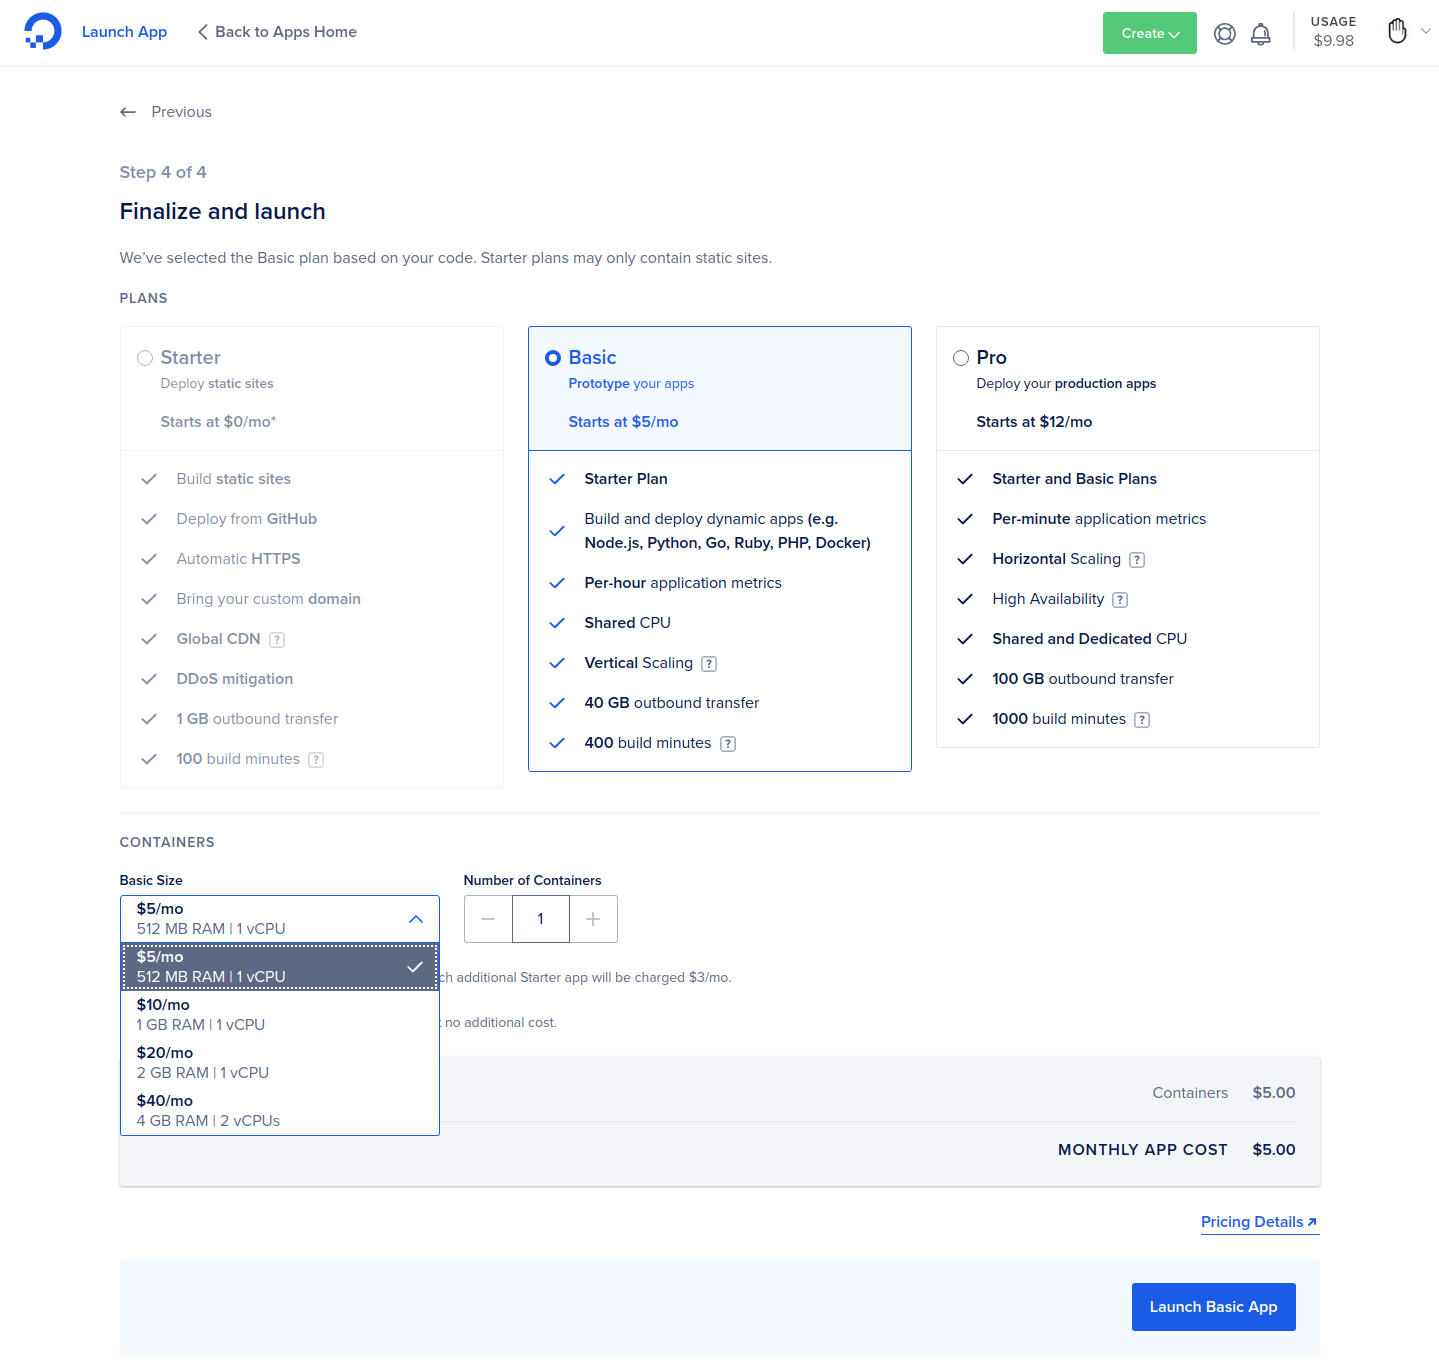 Launch App
Back to Apps Home
Create
USAGE
$9.98
Previous
Step 4 of 4
Finalize and launch
We've selected the Basic plan based on your code. Starter plans may only contain static sites.
PLANS
Starter
Deploy static sites
Starts at $0/mo*
Build static sites
Deploy from GitHub
Automatic HTTPS
Bring your custom domain
Global CDN ?
DDoS mitigation
1 GB outbound transfer
100 build minutes ?
Basic
Prototype your apps
Starts at $5/mo
Starter Plan
Build and deploy dynamic apps (e.g.
Node.js, Python, Go, Ruby, PHP, Docker)
Per-hour application metrics
Shared CPU
Vertical Scaling ?
40 GB outbound transfer
400 build minutes ?
Pro
Deploy your production apps
Starts at $12/mo
Starter and Basic Plans
Per-minute application metrics
Horizontal Scaling ?
High Availability ?
Shared and Dedicated CPU
100 GB outbound transfer
1000 build minutes ?
CONTAINERS
Basic Size
Number of Containers
$5/mo
512 MB RAM | 1 vCPU
1
$5/mo
512 MB RAM | 1 vCPU
$10/mo
1 GB RAM | 1 vCPU
$20/mo
2 GB RAM | 1 vCPU
$40/mo
4 GB RAM | 2 vCPUs
additional Starter app will be charged $3/mo.
no additional cost.
Containers $5.00
MONTHLY APP COST $5.00
Pricing Details
Launch Basic App